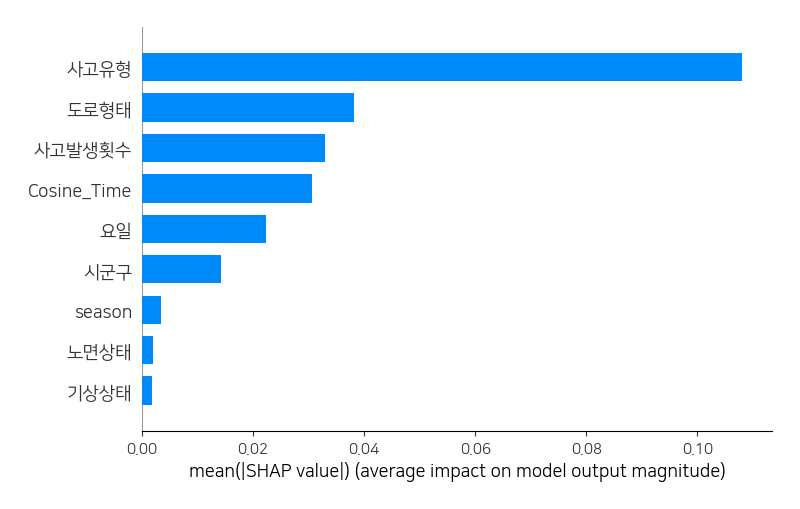 사고유형
도로형태
사고발생횟수
Cosine_Time
요일
시군구
season
노면상태
기상상태
0.00 0.02 0.04 0.06 0.08 0.10
mean(|SHAP value|) (average impact on model output magnitude)